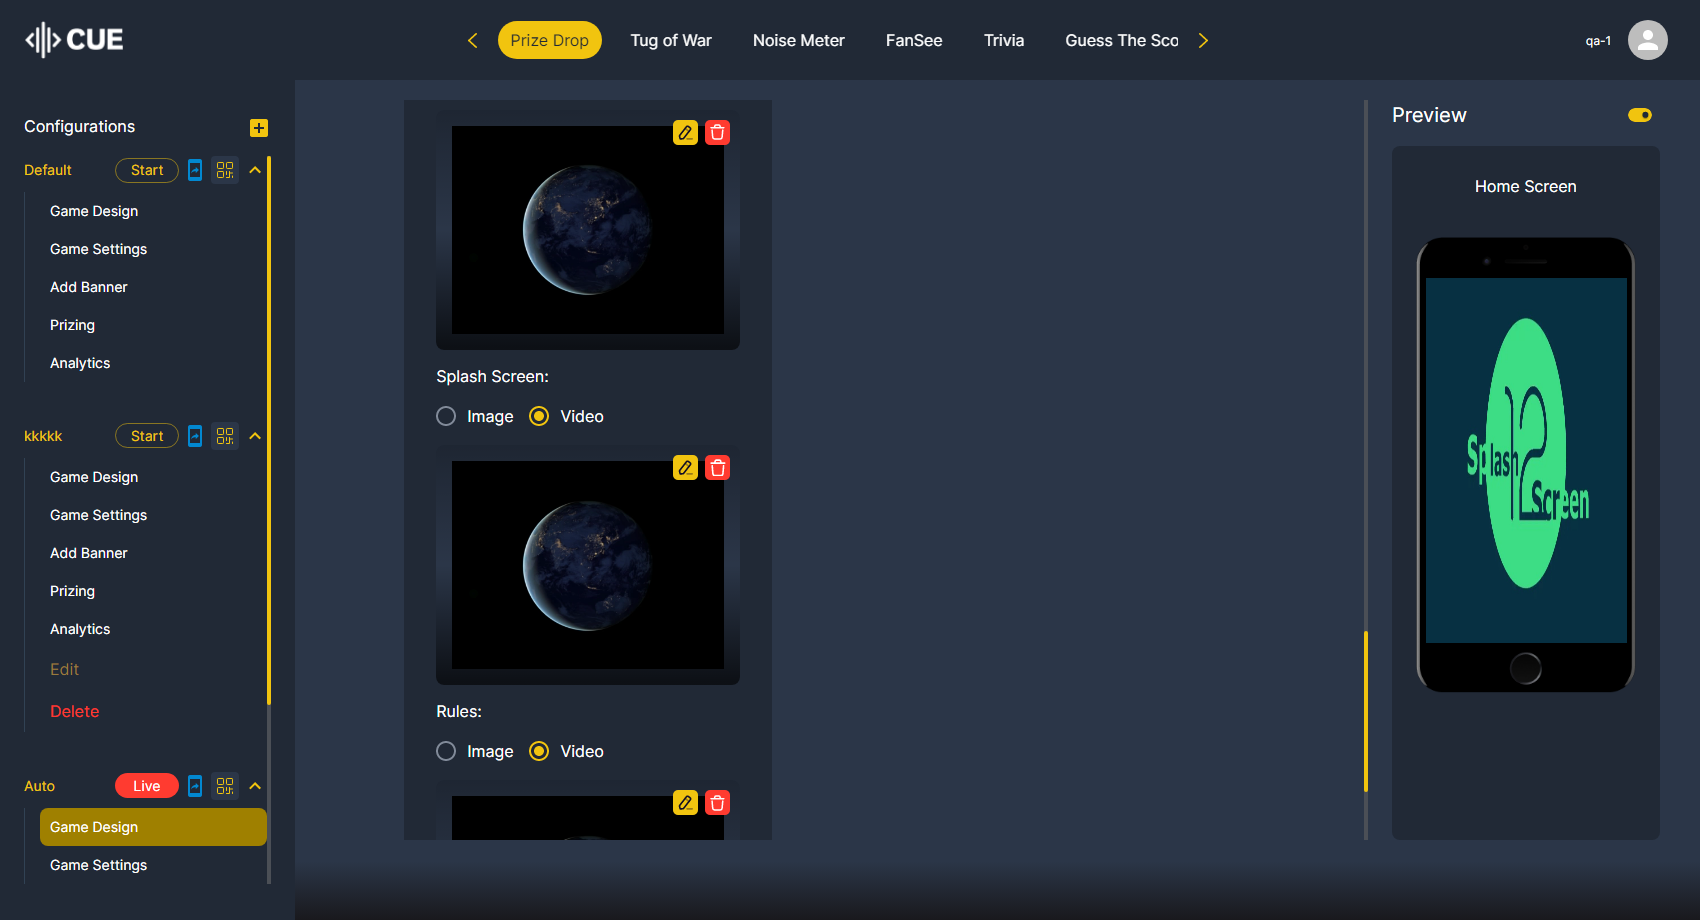 CUE
Prize Drop
Tug of War
Noise Meter
FanSee
Trivia
Guess The Sco
qa-1
Configurations
Default
Start
Game Design
Game Settings
Add Banner
Prizing
Analytics
kkkkk
Start
Game Design
Game Settings
Add Banner
Prizing
Analytics
Edit
Delete
Auto
Live
Game Design
Game Settings
Splash Screen:
Image
Video
Rules:
Image
Video
Preview
Home Screen
12
Splash
Screen